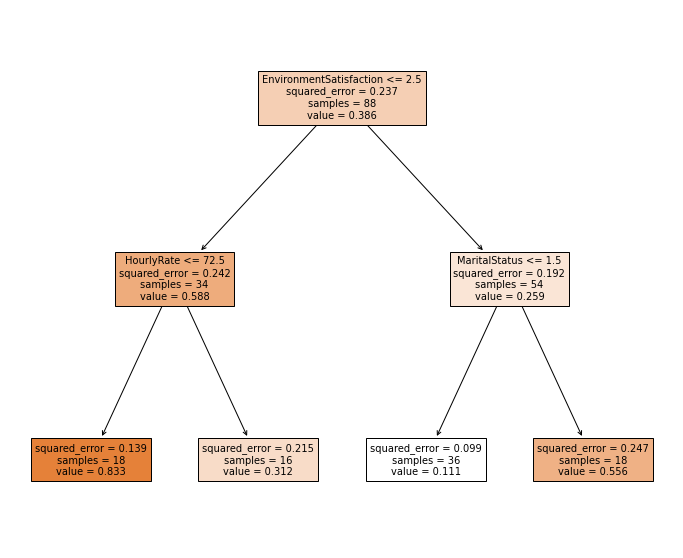 EnvironmentSatisfaction <= 2.5
squared_error = 0.237
samples = 88
value = 0.386
HourlyRate <= 72.5
squared_error = 0.242
samples = 34
value = 0.588
MaritalStatus <= 1.5
squared_error = 0.192
samples = 54
value = 0.259
squared_error = 0.139
samples = 18
value = 0.833
squared_error = 0.215
samples = 16
value = 0.312
squared_error = 0.099
samples = 36
value = 0.111
squared_error = 0.247
samples = 18
value = 0.556